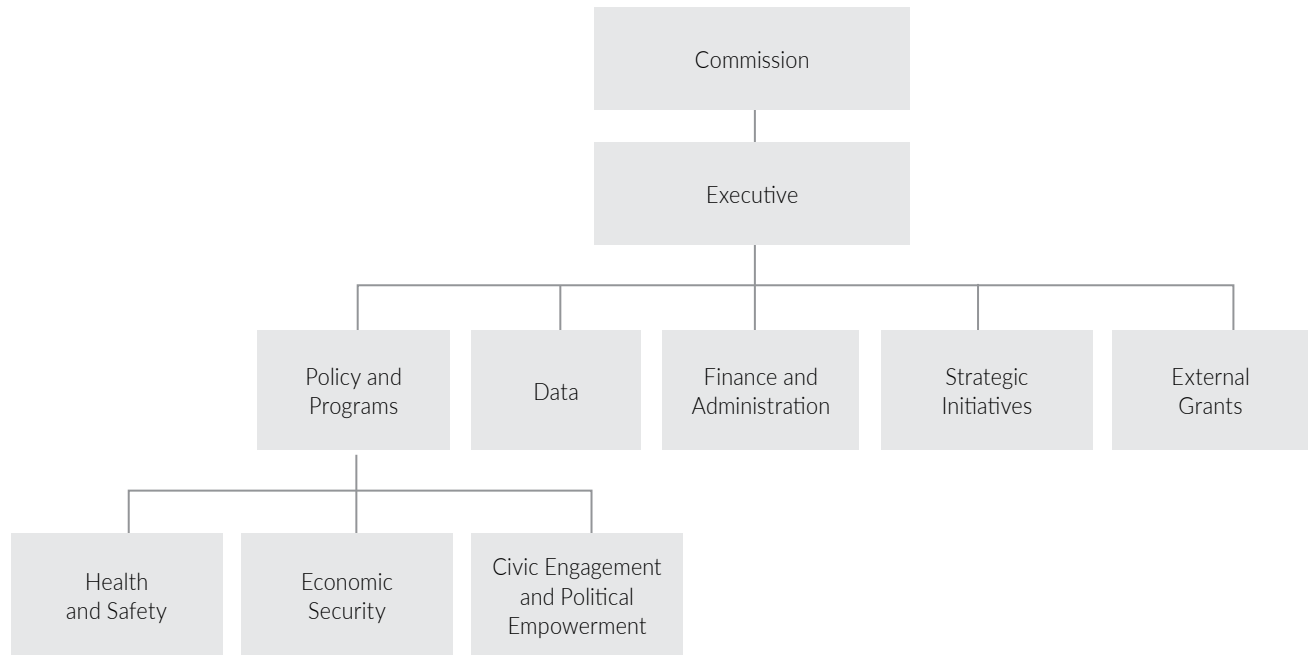 Commission
Executive
Policy and
Programs
Data
Finance and
Administration
Strategic
Initiatives
External
Grants
Health
and Safety
Economic
Security
Civic Engagement
and Political
Empowerment